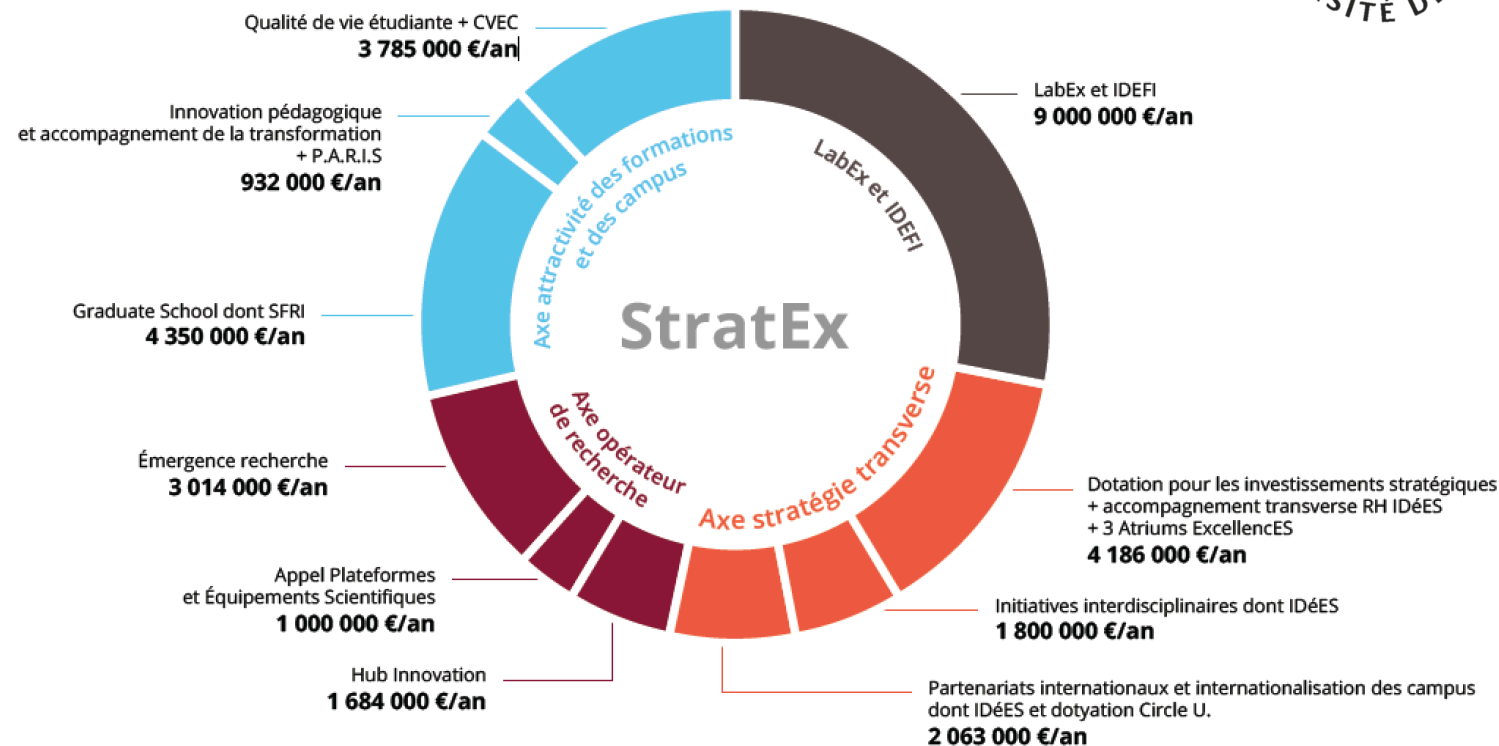 SITÉ D
Qualité de vie étudiante + CVEC
3 785 000 €/an
LabEx et IDEFI
9 000 000 €/an
Innovation pédagogique
et accompagnement de la transformation
+ P.A.R.I.S
932 000 €/an
Axe attractivité des formations
et des campus
LabEx et IDEFI
Graduate School dont SFRI
4 350 000 €/an
StratEx
Axe opérateur
de recherche
Axe stratégie transverse
Émergence recherche
3 014 000 €/an
Dotation pour les investissements stratégiques
+ accompagnement transverse RH IDéES
+ 3 Atriums ExcellencES
4 186 000 €/an
Appel Plateformes
et Équipements Scientifiques
1 000 000 €/an
Initiatives interdisciplinaires dont IDéES
1 800 000 €/an
Hub Innovation
1 684 000 €/an
Partenariats internationaux et internationalisation des campus
dont IDéES et dotyation Circle U.
2 063 000 €/an